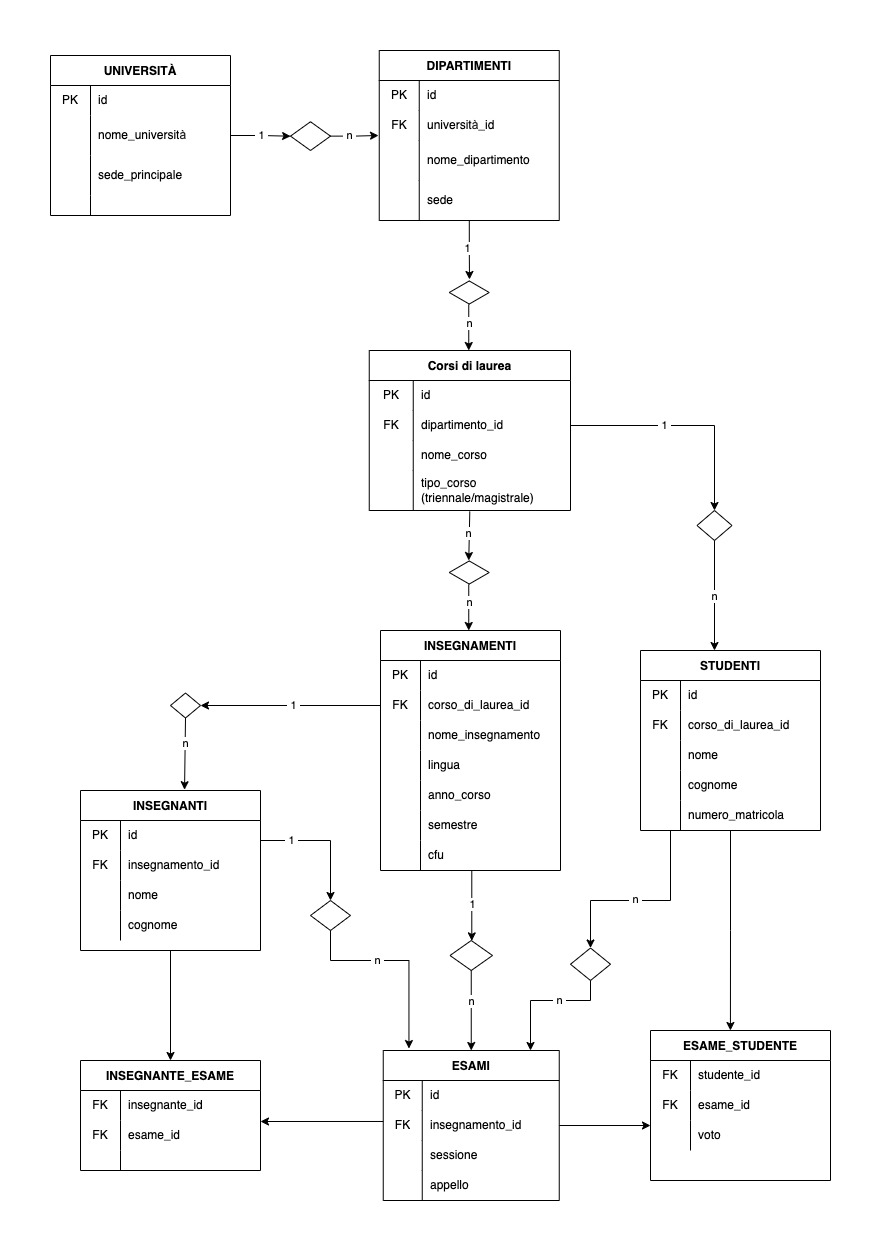 UNIVERSITÀ
PK id
nome_università
sede_principale
1
n
DIPARTIMENTI
PK id
FK università_id
nome_dipartimento
sede
1
n
Corsi di laurea
PK id
FK dipartimento_id
nome_corso
tipo_corso
(triennale/magistrale)
1
n
n
n
INSEGNAMENTI
PK id
FK corso_di_laurea_id
nome_insegnamento
lingua
anno_corso
semestre
cfu
STUDENTI
PK id
FK corso_di_laurea_id
nome
cognome
numero_matricola
1
n
INSEGNANTI
PK id
FK insegnamento_id
nome
cognome
1
n
1
n
n
n
INSEGNANTE_ESAME
FK insegnante_id
FK esame_id
ESAMI
PK id
FK insegnamento_id
sessione
appello
ESAME_STUDENTE
FK studente_id
FK esame_id
voto